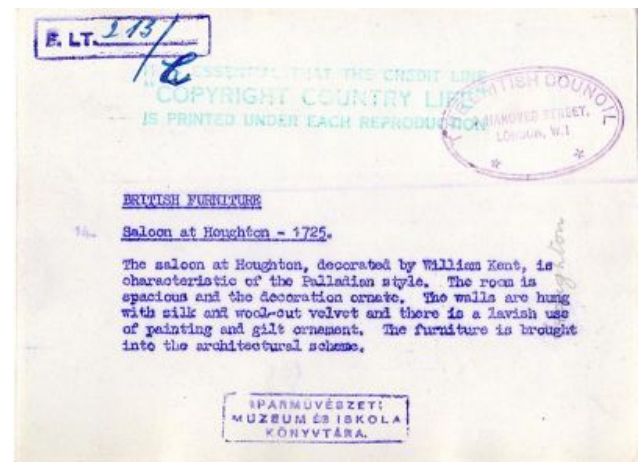 E. LT. 213/
IT IS ESSENTIAL THAT THE CREDIT LINE
"COPYRIGHT COUNTRY LIFE"
IS PRINTED UNDER EACH REPRODUCTION
THE BRITISH COUNCIL
HANOVER STREET,
LONDON, W.1
BRITISH FURNITURE
14. Saloon at Houghton - 1725.
The saloon at Houghton, decorated by William Kent, is
characteristic of the Palladian style. The room is
spacious and the decoration ornate. The walls are hung
with silk and wool-cut velvet and there is a lavish use
of painting and gilt ornament. The furniture is brought
into the architectural scheme.
Houghton
IPARMŰVÉSZETI
MUZEUM ÉS ISKOLA
KÖNYVTÁRA.